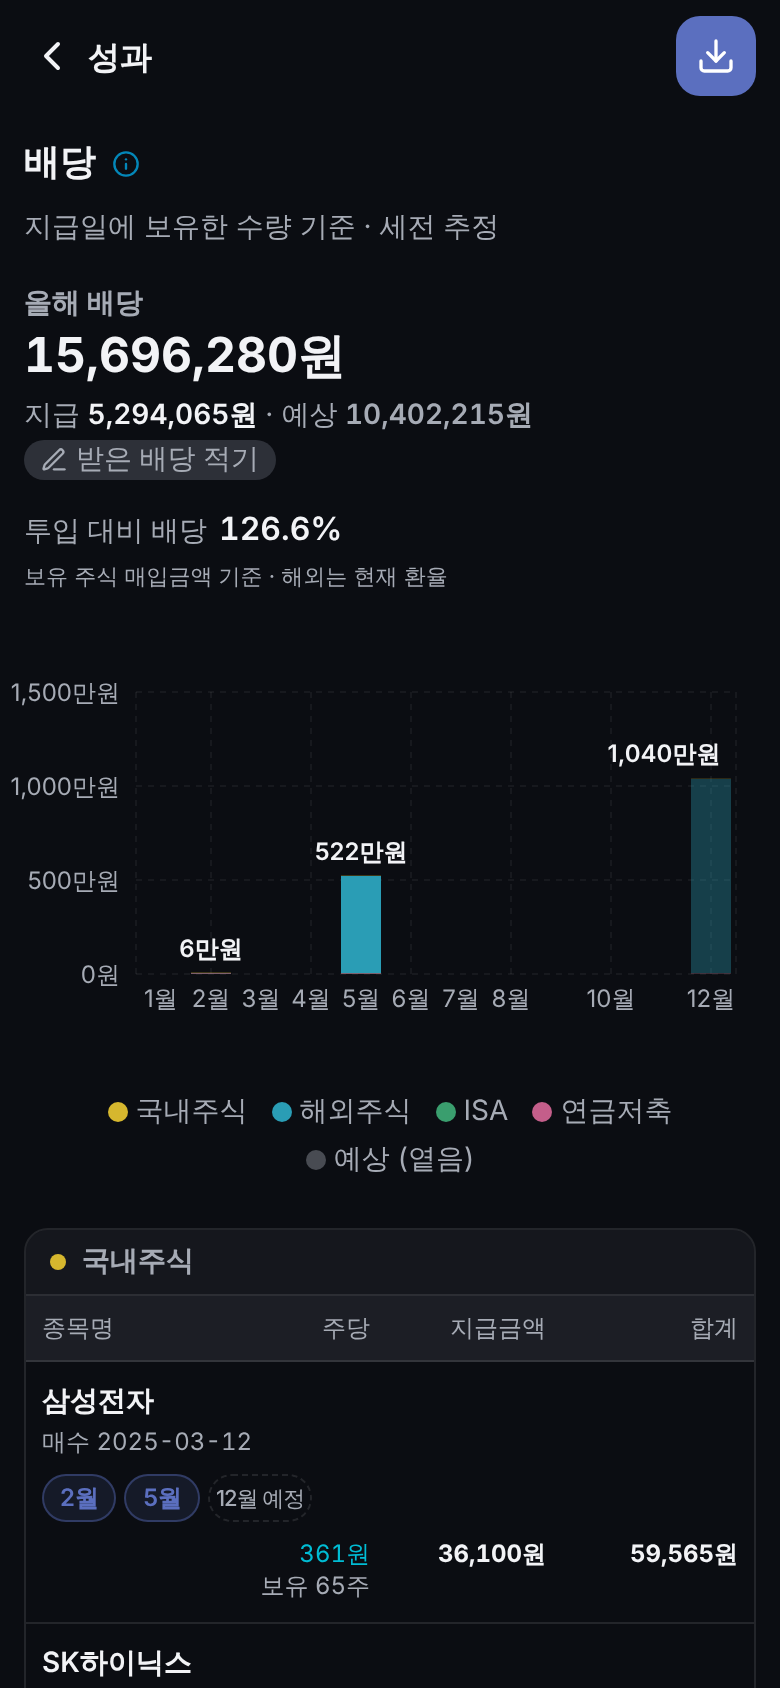 성과
배당
지급일에 보유한 수량 기준 · 세전 추정
올해 배당
15,696,280원
지급 5,294,065원 · 예상 10,402,215원
받은 배당 적기
투입 대비 배당 126.6%
보유 주식 매입금액 기준 · 해외는 현재 환율
1,500만원
1,000만원
500만원
0원
6만원
522만원
1,040만원
1월 2월 3월 4월 5월 6월 7월 8월 10월 12월
국내주식 해외주식 ISA 연금저축
예상 (옅음)
국내주식
종목명 주당 지급금액 합계
삼성전자
매수 2025-03-12
2월 5월 12월 예정
361원 36,100원 59,565원
보유 65주
SK하이닉스